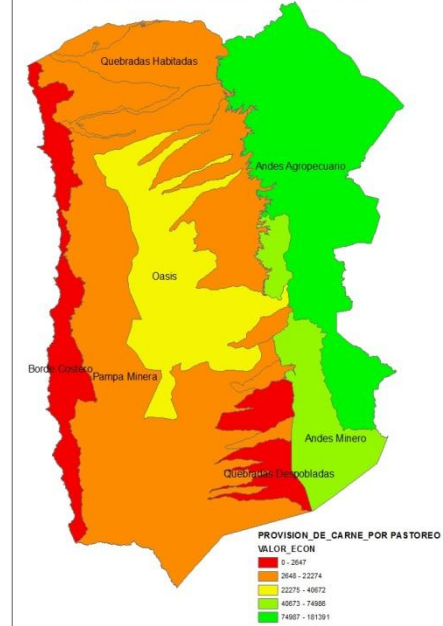 Quebradas Habitadas
Andes Agropecuario
Oasis
Borde Costero
Pampa Minera
Andes Minero
Quebradas Despobladas
PROVISION_DE_CARNE_POR PASTOREO
VALOR_ECON
0 - 2647
2648 - 22274
22275 - 40672
40673 - 74986
74987 - 181391